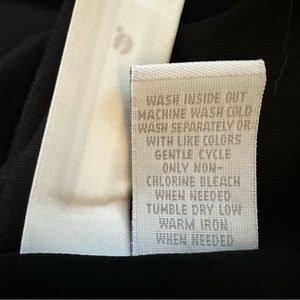 WASH INSIDE OUT
MACHINE WASH COLD
WASH SEPARATELY OR
WITH LIKE COLORS
GENTLE CYCLE
ONLY NON-
CHLORINE BLEACH
WHEN NEEDED
TUMBLE DRY LOW
WARM IRON
WHEN NEEDED